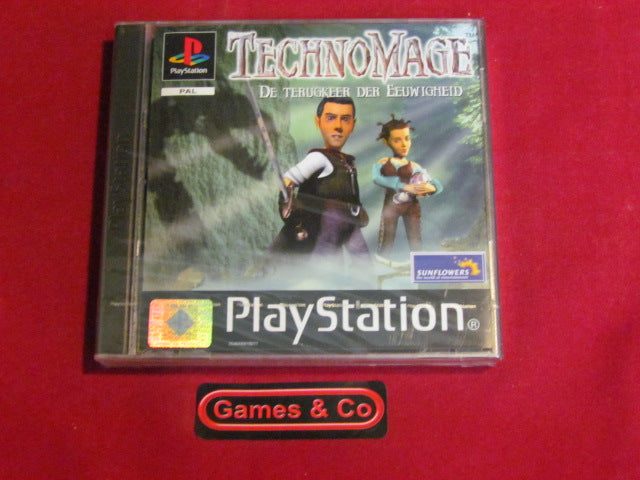 PlayStation
PAL
TECHNOMAGE
DE TERUGKEER DER EEUWIGHEID
SUNFLOWERS
PlayStation®
Games & Co